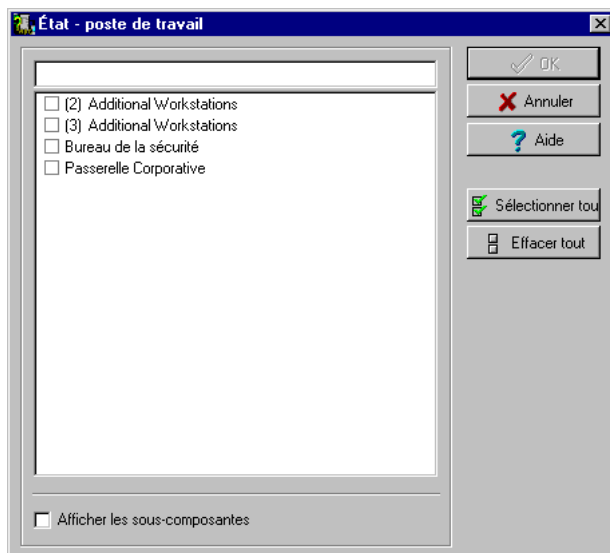 État - poste de travail
OK
Annuler
Aide
Sélectionner tou
Effacer tout
(2) Additional Workstations
(3) Additional Workstations
Bureau de la sécurité
Passerelle Corporative
Afficher les sous-composantes